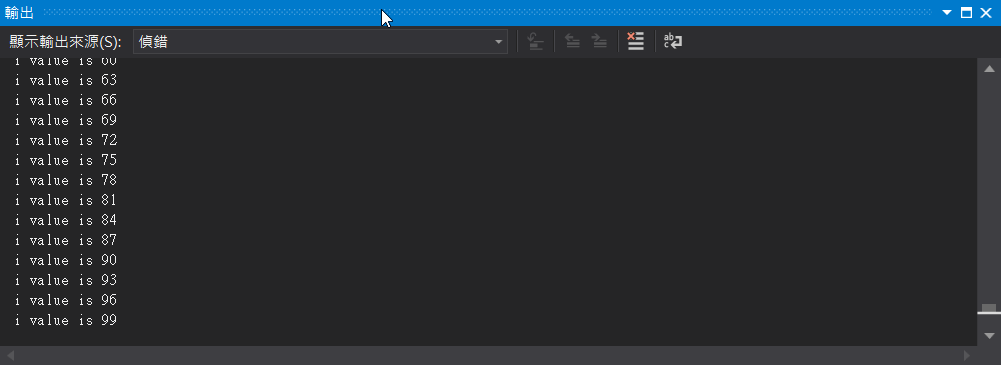 輸出
顯示輸出來源(S): 偵錯
i value is 60
i value is 63
i value is 66
i value is 69
i value is 72
i value is 75
i value is 78
i value is 81
i value is 84
i value is 87
i value is 90
i value is 93
i value is 96
i value is 99